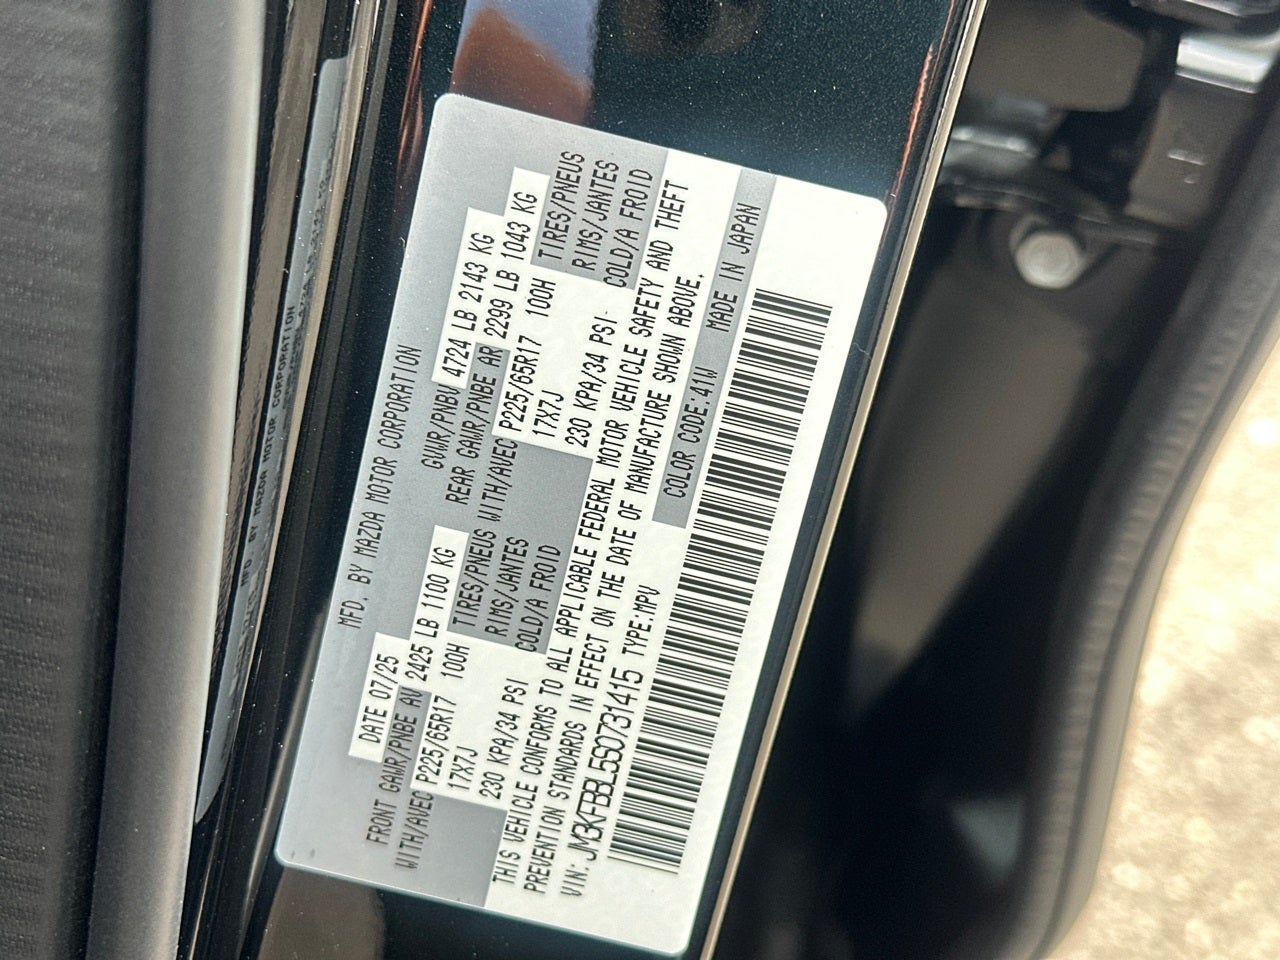 MFD. BY MAZDA MOTOR CORPORATION
DATE 07/25 GVWR/PNBV 4724 LB 2143 KG
FRONT GAWR/PNBE AV 2425 LB 1100 KG REAR GAWR/PNBE AR 2299 LB 1043 KG
WITH/AVEC P225/65R17 100H TIRES/PNEUS WITH/AVEC P225/65R17 100H TIRES/PNEUS
17X7J RIMS/JANTES 17X7J RIMS/JANTES
230 KPA/34 PSI COLD/A FROID 230 KPA/34 PSI COLD/A FROID
THIS VEHICLE CONFORMS TO ALL APPLICABLE FEDERAL MOTOR VEHICLE SAFETY AND THEFT
PREVENTION STANDARDS IN EFFECT ON THE DATE OF MANUFACTURE SHOWN ABOVE.
VIN: JM3KFBBL5S0731415 TYPE:MPV COLOR CODE:41W MADE IN JAPAN
MFD. BY MAZDA MOTOR CORPORATION